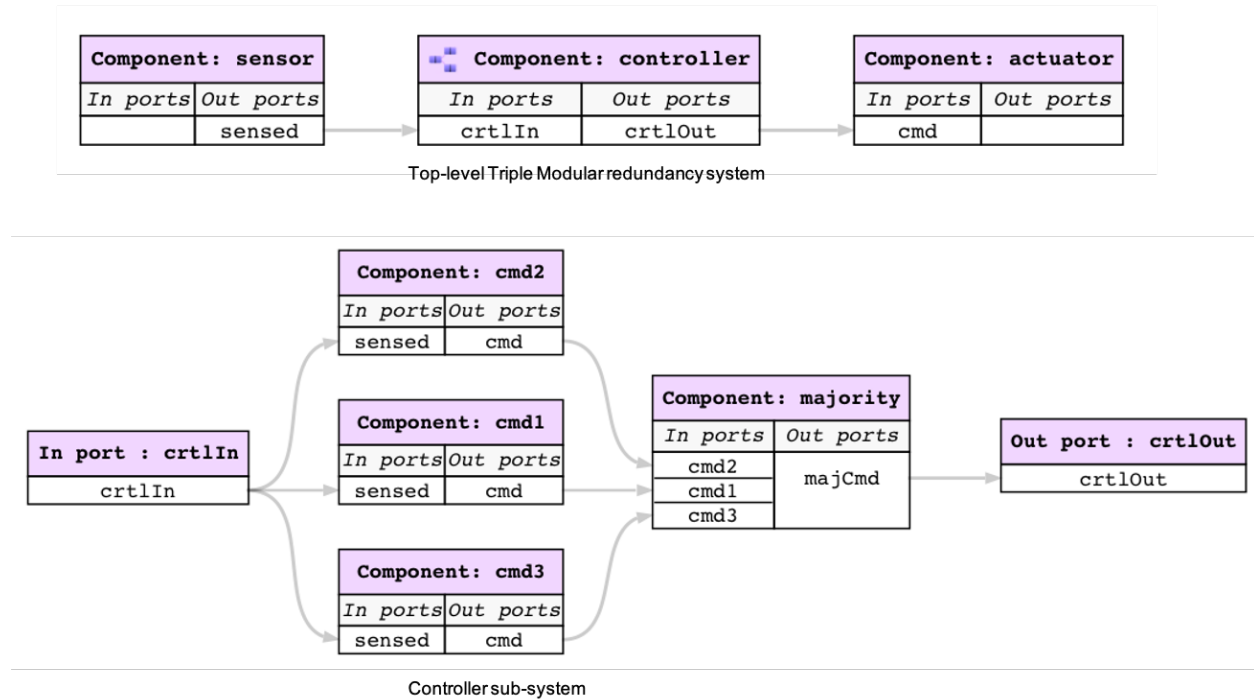 Component: sensor
In ports Out ports
sensed
Component: controller
In ports Out ports
crtlIn crtlOut
Component: actuator
In ports Out ports
cmd
Top-level Triple Modular redundancy system
In port : crtlIn
crtlIn
Component: cmd2
In ports Out ports
sensed cmd
Component: cmd1
In ports Out ports
sensed cmd
Component: cmd3
In ports Out ports
sensed cmd
Component: majority
In ports Out ports
cmd2
cmd1
cmd3
majCmd
Out port : crtlOut
crtlOut
Controller sub-system